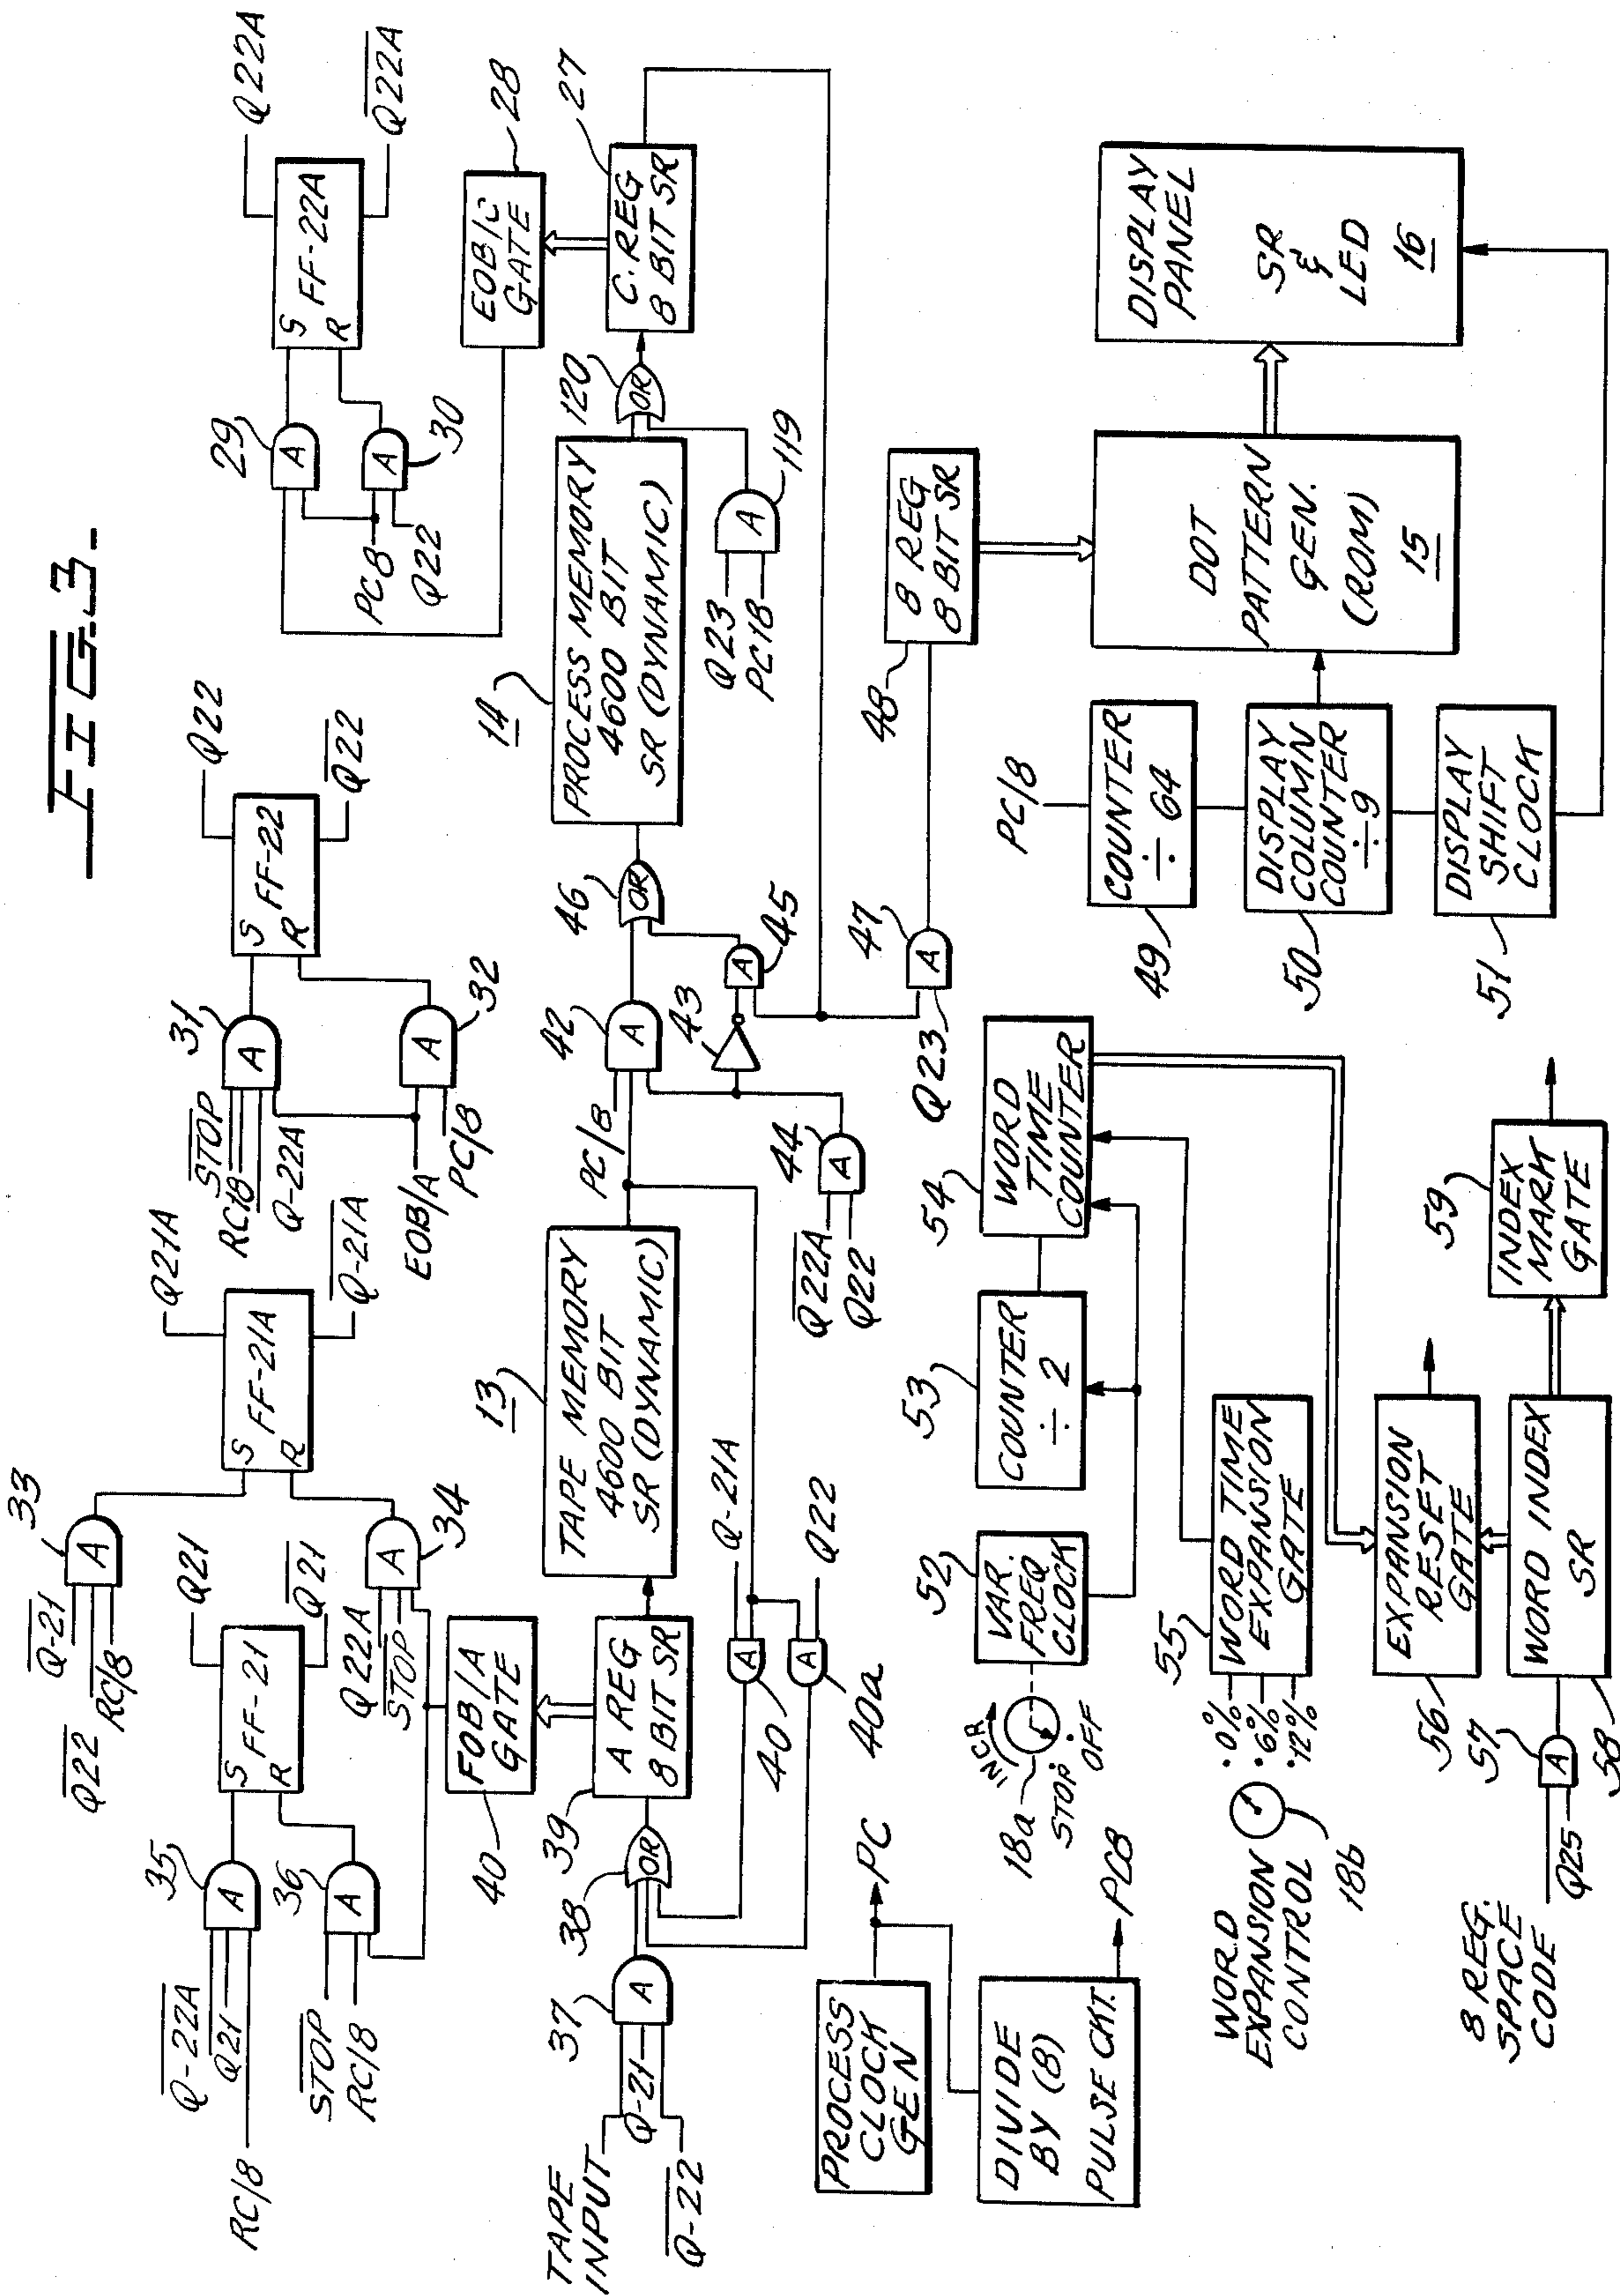 FIG. 3.
Q-22A
Q21
RC/8
35
A
STOP
RC/8
36
A
S
FF-21
R
Q21
Q21
Q22
Q-21
RC/8
33
A
Q22A
STOP
A
34
S
FF-21A
R
Q21A
Q-21A
STOP
RC18
Q-22A
31
A
EOB/A
PC/8
A
32
S
FF-22
R
Q22
Q22
29
A
PC8
Q22
A
30
S
FF-22A
R
Q22A
Q22A
EOB/C
GATE
28
TAPE
INPUT
Q-21
Q-22
37
A
38
OR
39
A REG
8 BIT SR
40
FOB/A
GATE
13
TAPE MEMORY
4600 BIT
SR (DYNAMIC)
Q-21A
A
40
Q22
A
40a
PC/8
42
A
43
Q22A
Q22
44
A
A
45
46
OR
14
PROCESS MEMORY
4600 BIT
SR (DYNAMIC)
Q23
PC18
A
119
120
OR
C. REG
8 BIT SR
27
Q23
47
A
48
8 REG
8 BIT SR
PROCESS
CLOCK
GEN
PC
DIVIDE
BY (8)
PULSE CKT.
PC8
INCR
18a
STOP
OFF
52
VAR.
FREQ
CLOCK
53
COUNTER
÷ 2
54
WORD
TIME
COUNTER
WORD
EXPANSION
CONTROL
18b
0%
6%
12%
55
WORD TIME
EXPANSION
GATE
56
EXPANSION
RESET
GATE
8 REG.
SPACE
CODE
Q25
57
A
58
WORD INDEX
SR
59
INDEX
MARK
GATE
PC/8
49
COUNTER
÷ 64
50
DISPLAY
COLUMN
COUNTER
÷ 9
51
DISPLAY
SHIFT
CLOCK
DOT
PATTERN
GEN.
(ROM)
15
DISPLAY
PANEL
SR
&
LED
16